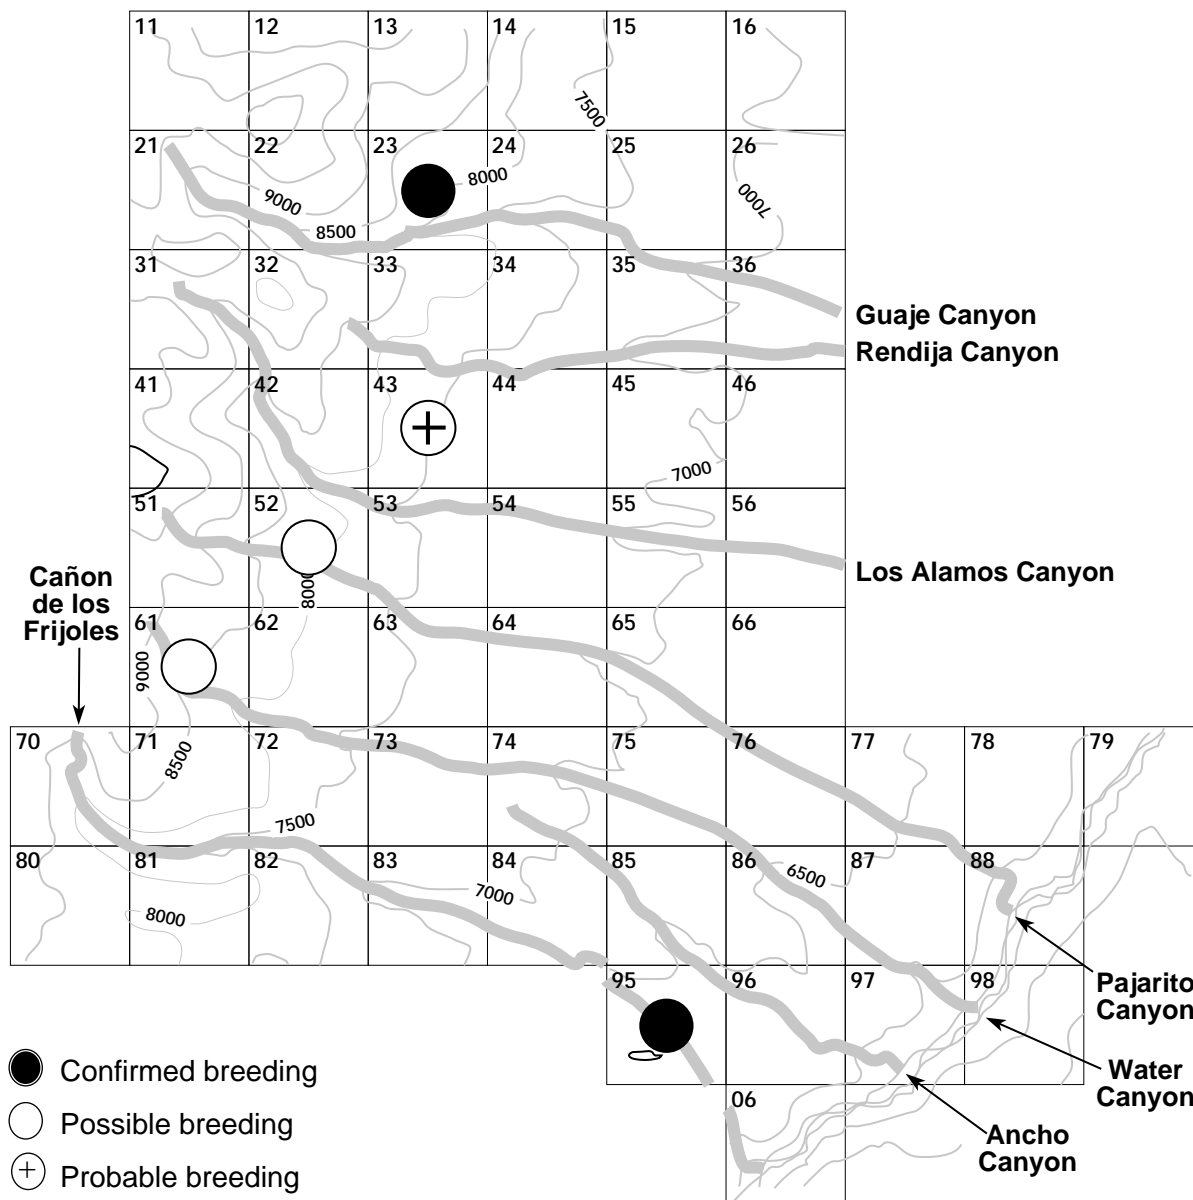 11 12 13 14 15 16
7500
21 22 23 24 25 26
8000
9000
7000
8500
31 32 33 34 35 36
Guaje Canyon
Rendija Canyon
41 42 43 44 45 46
7000
51 52 53 54 55 56
Los Alamos Canyon
Cañon
de los
Frijoles
8000
61 62 63 64 65 66
9000
70 71 72 73 74 75 76 77 78 79
8500
7500
80 81 82 83 84 85 86 87 88
6500
7000
8000
95 96 97 98
Pajarito
Canyon
Water
Canyon
06
Ancho
Canyon
Confirmed breeding
Possible breeding
Probable breeding